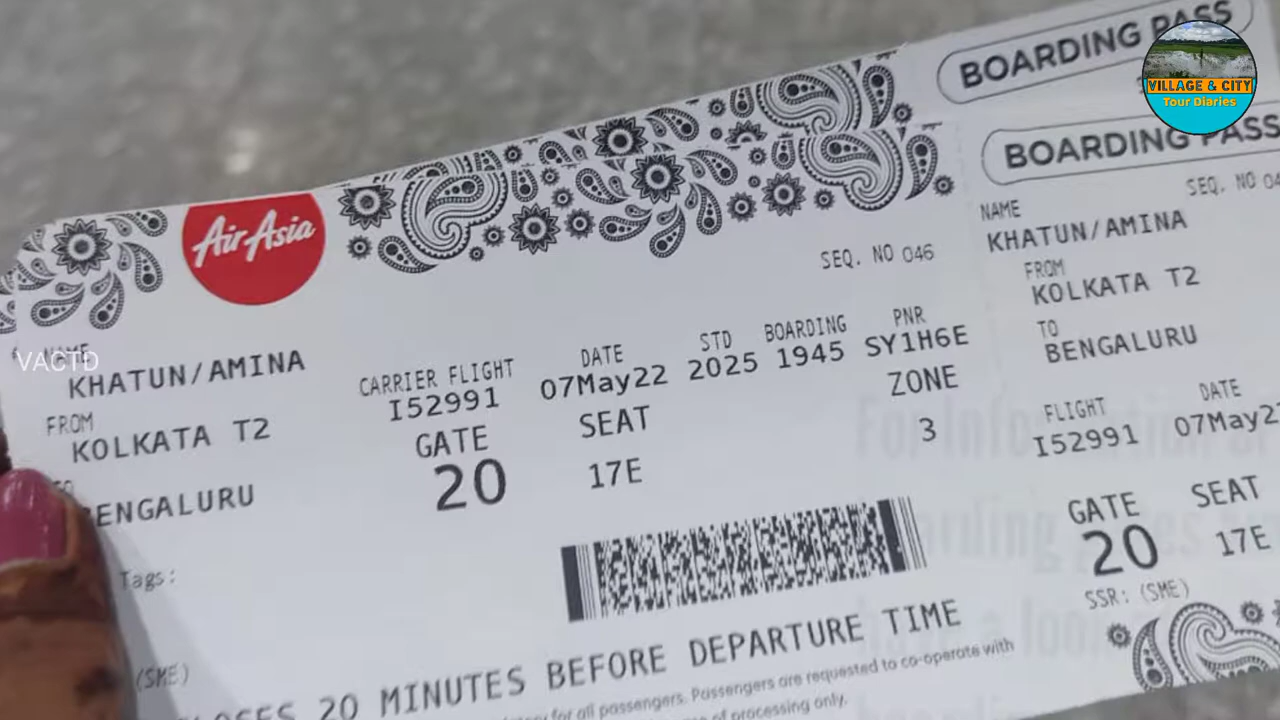 BOARDING PASS
VILLAGE & CITY
Tour Diaries
AirAsia
SEQ. NO 046
NAME
VACTD
KHATUN/AMINA
FROM
KOLKATA T2
BENGALURU
CARRIER FLIGHT
I52991
DATE
07May22
STD
2025
BOARDING
1945
PNR
SY1H6E
GATE
20
SEAT
17E
ZONE
3
Tags:
(SME)
20 MINUTES BEFORE DEPARTURE TIME
for all passengers. Passengers are requested to co-operate with
of processing only.
BOARDING PASS
SEQ. NO 04
NAME
KHATUN/AMINA
FROM
KOLKATA T2
TO
BENGALURU
FLIGHT
I52991
DATE
07May2
GATE
20
SEAT
17E
SSR: (SME)
For Information